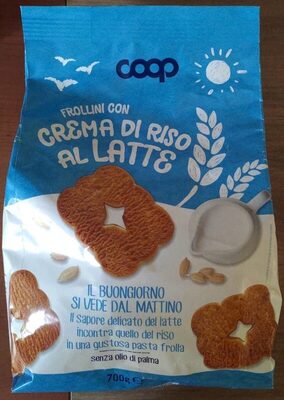 coop
FROLLINI CON
CREMA DI RISO
AL LATTE
IL BUONGIORNO
SI VEDE DAL MATTINO
Il sapore delicato del latte
incontra quello del riso
in una gustosa pasta frolla
senza olio di palma
700g e